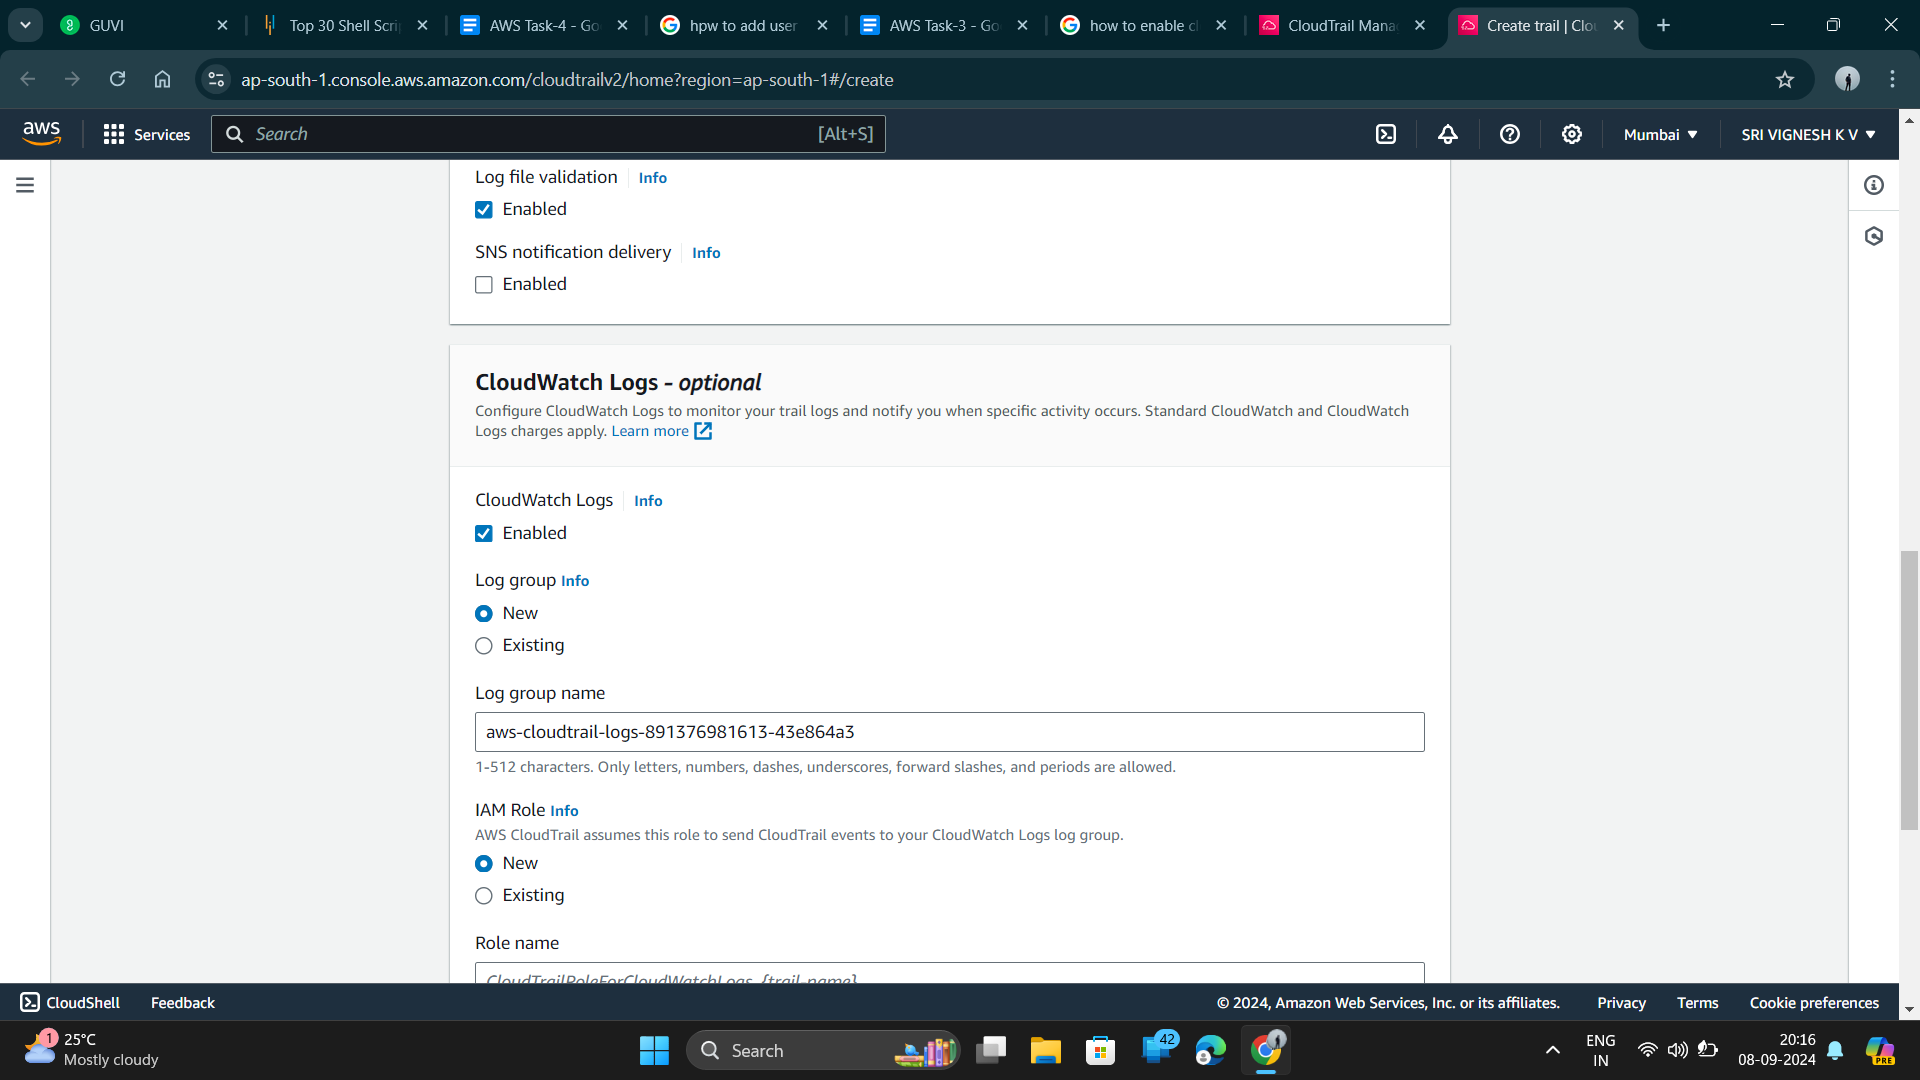 GUVI
Top 30 Shell Scri
AWS Task-4 - Go
hpw to add user
AWS Task-3 - Go
how to enable cl
CloudTrail Mana
Create trail | Clo
ap-south-1.console.aws.amazon.com/cloudtrailv2/home?region=ap-south-1#/create
aws
Services
Search
[Alt+S]
Mumbai
SRI VIGNESH K V
Log file validation
Info
Enabled
SNS notification delivery
Info
Enabled
CloudWatch Logs - optional
Configure CloudWatch Logs to monitor your trail logs and notify you when specific activity occurs. Standard CloudWatch and CloudWatch
Logs charges apply. Learn more
CloudWatch Logs
Info
Enabled
Log group Info
New
Existing
Log group name
aws-cloudtrail-logs-891376981613-43e864a3
1-512 characters. Only letters, numbers, dashes, underscores, forward slashes, and periods are allowed.
IAM Role Info
AWS CloudTrail assumes this role to send CloudTrail events to your CloudWatch Logs log group.
New
Existing
Role name
CloudTrailRoleForCloudWatchLogs_{trail-name}
CloudShell
Feedback
© 2024, Amazon Web Services, Inc. or its affiliates.
Privacy
Terms
Cookie preferences
1
25°C
Mostly cloudy
Search
42
ENG
IN
20:16
08-09-2024
PRE